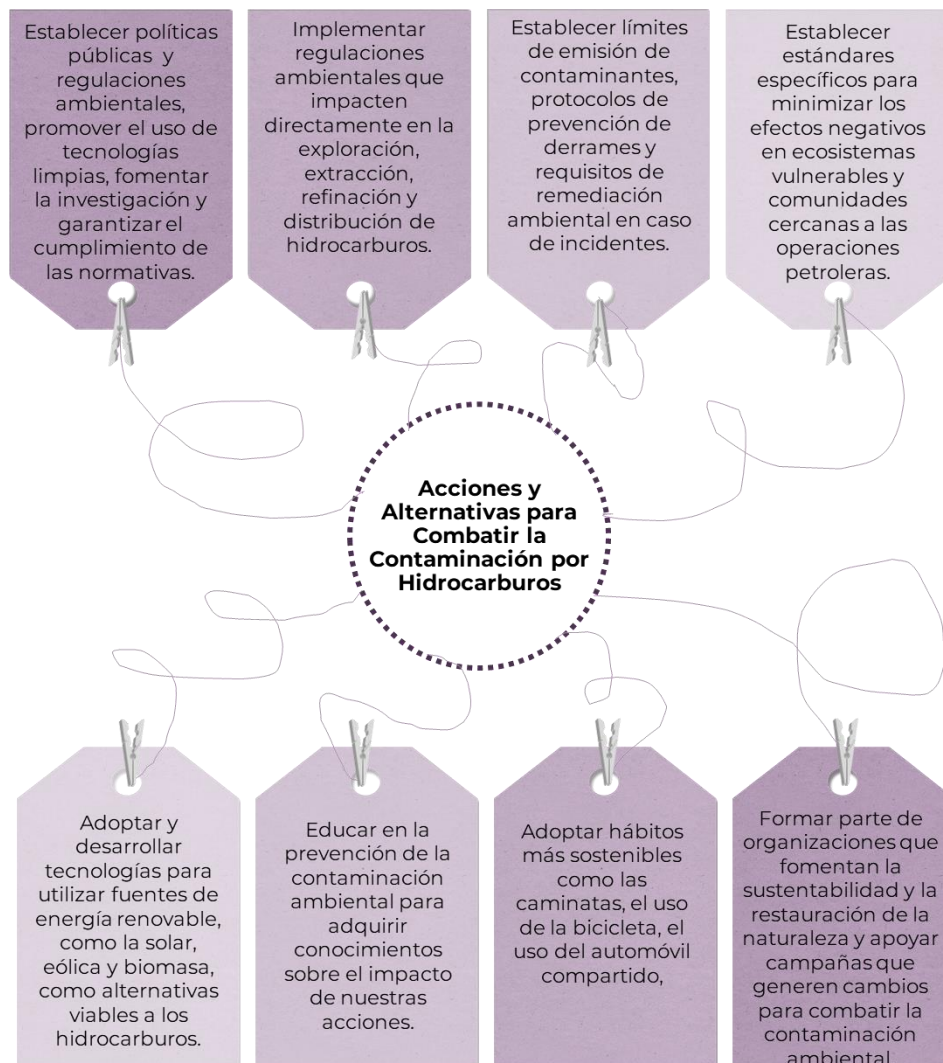 Establecer políticas
públicas y
regulaciones
ambientales,
promover el uso de
tecnologías
limpias, fomentar
la investigación y
garantizar el
cumplimiento de
las normativas.
Implementar
regulaciones
ambientales que
impacten
directamente en la
exploración,
extracción,
refinación y
distribución de
hidrocarburos.
Establecer límites
de emisión de
contaminantes,
protocolos de
prevención de
derrames y
requisitos de
remediación
ambiental en caso
de incidentes.
Establecer
estándares
específicos para
minimizar los
efectos negativos
en ecosistemas
vulnerables y
comunidades
cercanas a las
operaciones
petroleras.
Acciones y
Alternativas para
Combatir la
Contaminación por
Hidrocarburos
Adoptar y
desarrollar
tecnologías para
utilizar fuentes de
energía renovable,
como la solar,
eólica y biomasa,
como alternativas
viables a los
hidrocarburos.
Educar en la
prevención de la
contaminación
ambiental para
adquirir
conocimientos
sobre el impacto
de nuestras
acciones.
Adoptar hábitos
más sostenibles
como las
caminatas, el uso
de la bicicleta, el
uso del automóvil
compartido,
Formar parte de
organizaciones que
fomentan la
sustentabilidad y la
restauración de la
naturaleza y apoyar
campañas que
generen cambios
para combatir la
contaminación
ambiental